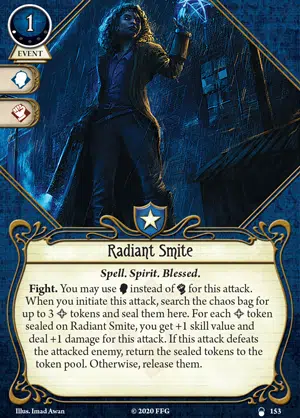 1
EVENT
Radiant Smite
Spell. Spirit. Blessed.
Fight. You may use instead of for this attack.
When you initiate this attack, search the chaos bag for
up to 3 tokens and seal them here. For each token
sealed on Radiant Smite, you get +1 skill value and
deal +1 damage for this attack. If this attack defeats
the attacked enemy, return the sealed tokens to the
token pool. Otherwise, release them.
Illus. Imad Awan
© 2020 FFG
153